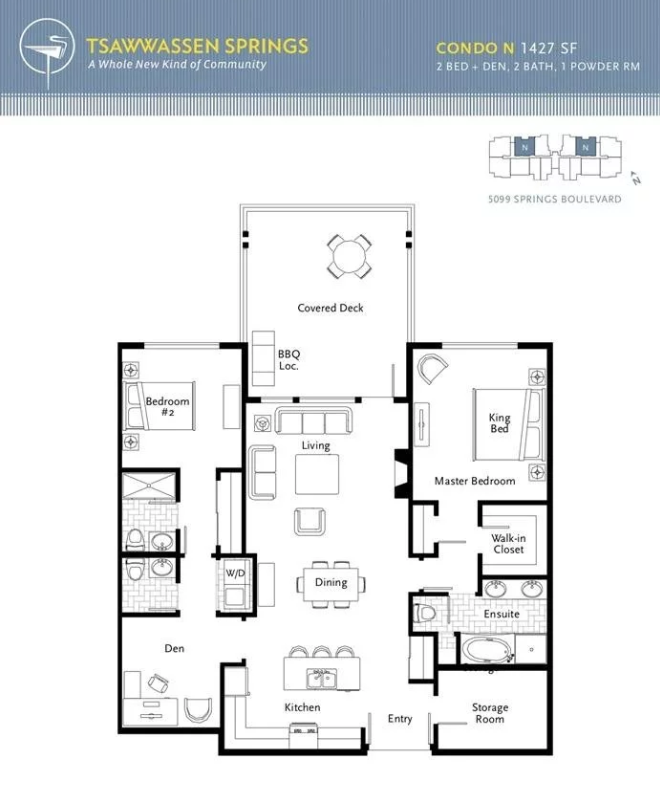 TSAWWASSEN SPRINGS
A Whole New Kind of Community
CONDO N 1427 SF
2 BED + DEN, 2 BATH, 1 POWDER RM
N
N
N
5099 SPRINGS BOULEVARD
Covered Deck
BBQ
Loc.
Bedroom
#2
King
Bed
Living
Master Bedroom
Walk-in
Closet
W/D
Dining
Ensuite
Den
Kitchen
Entry
Storage
Room